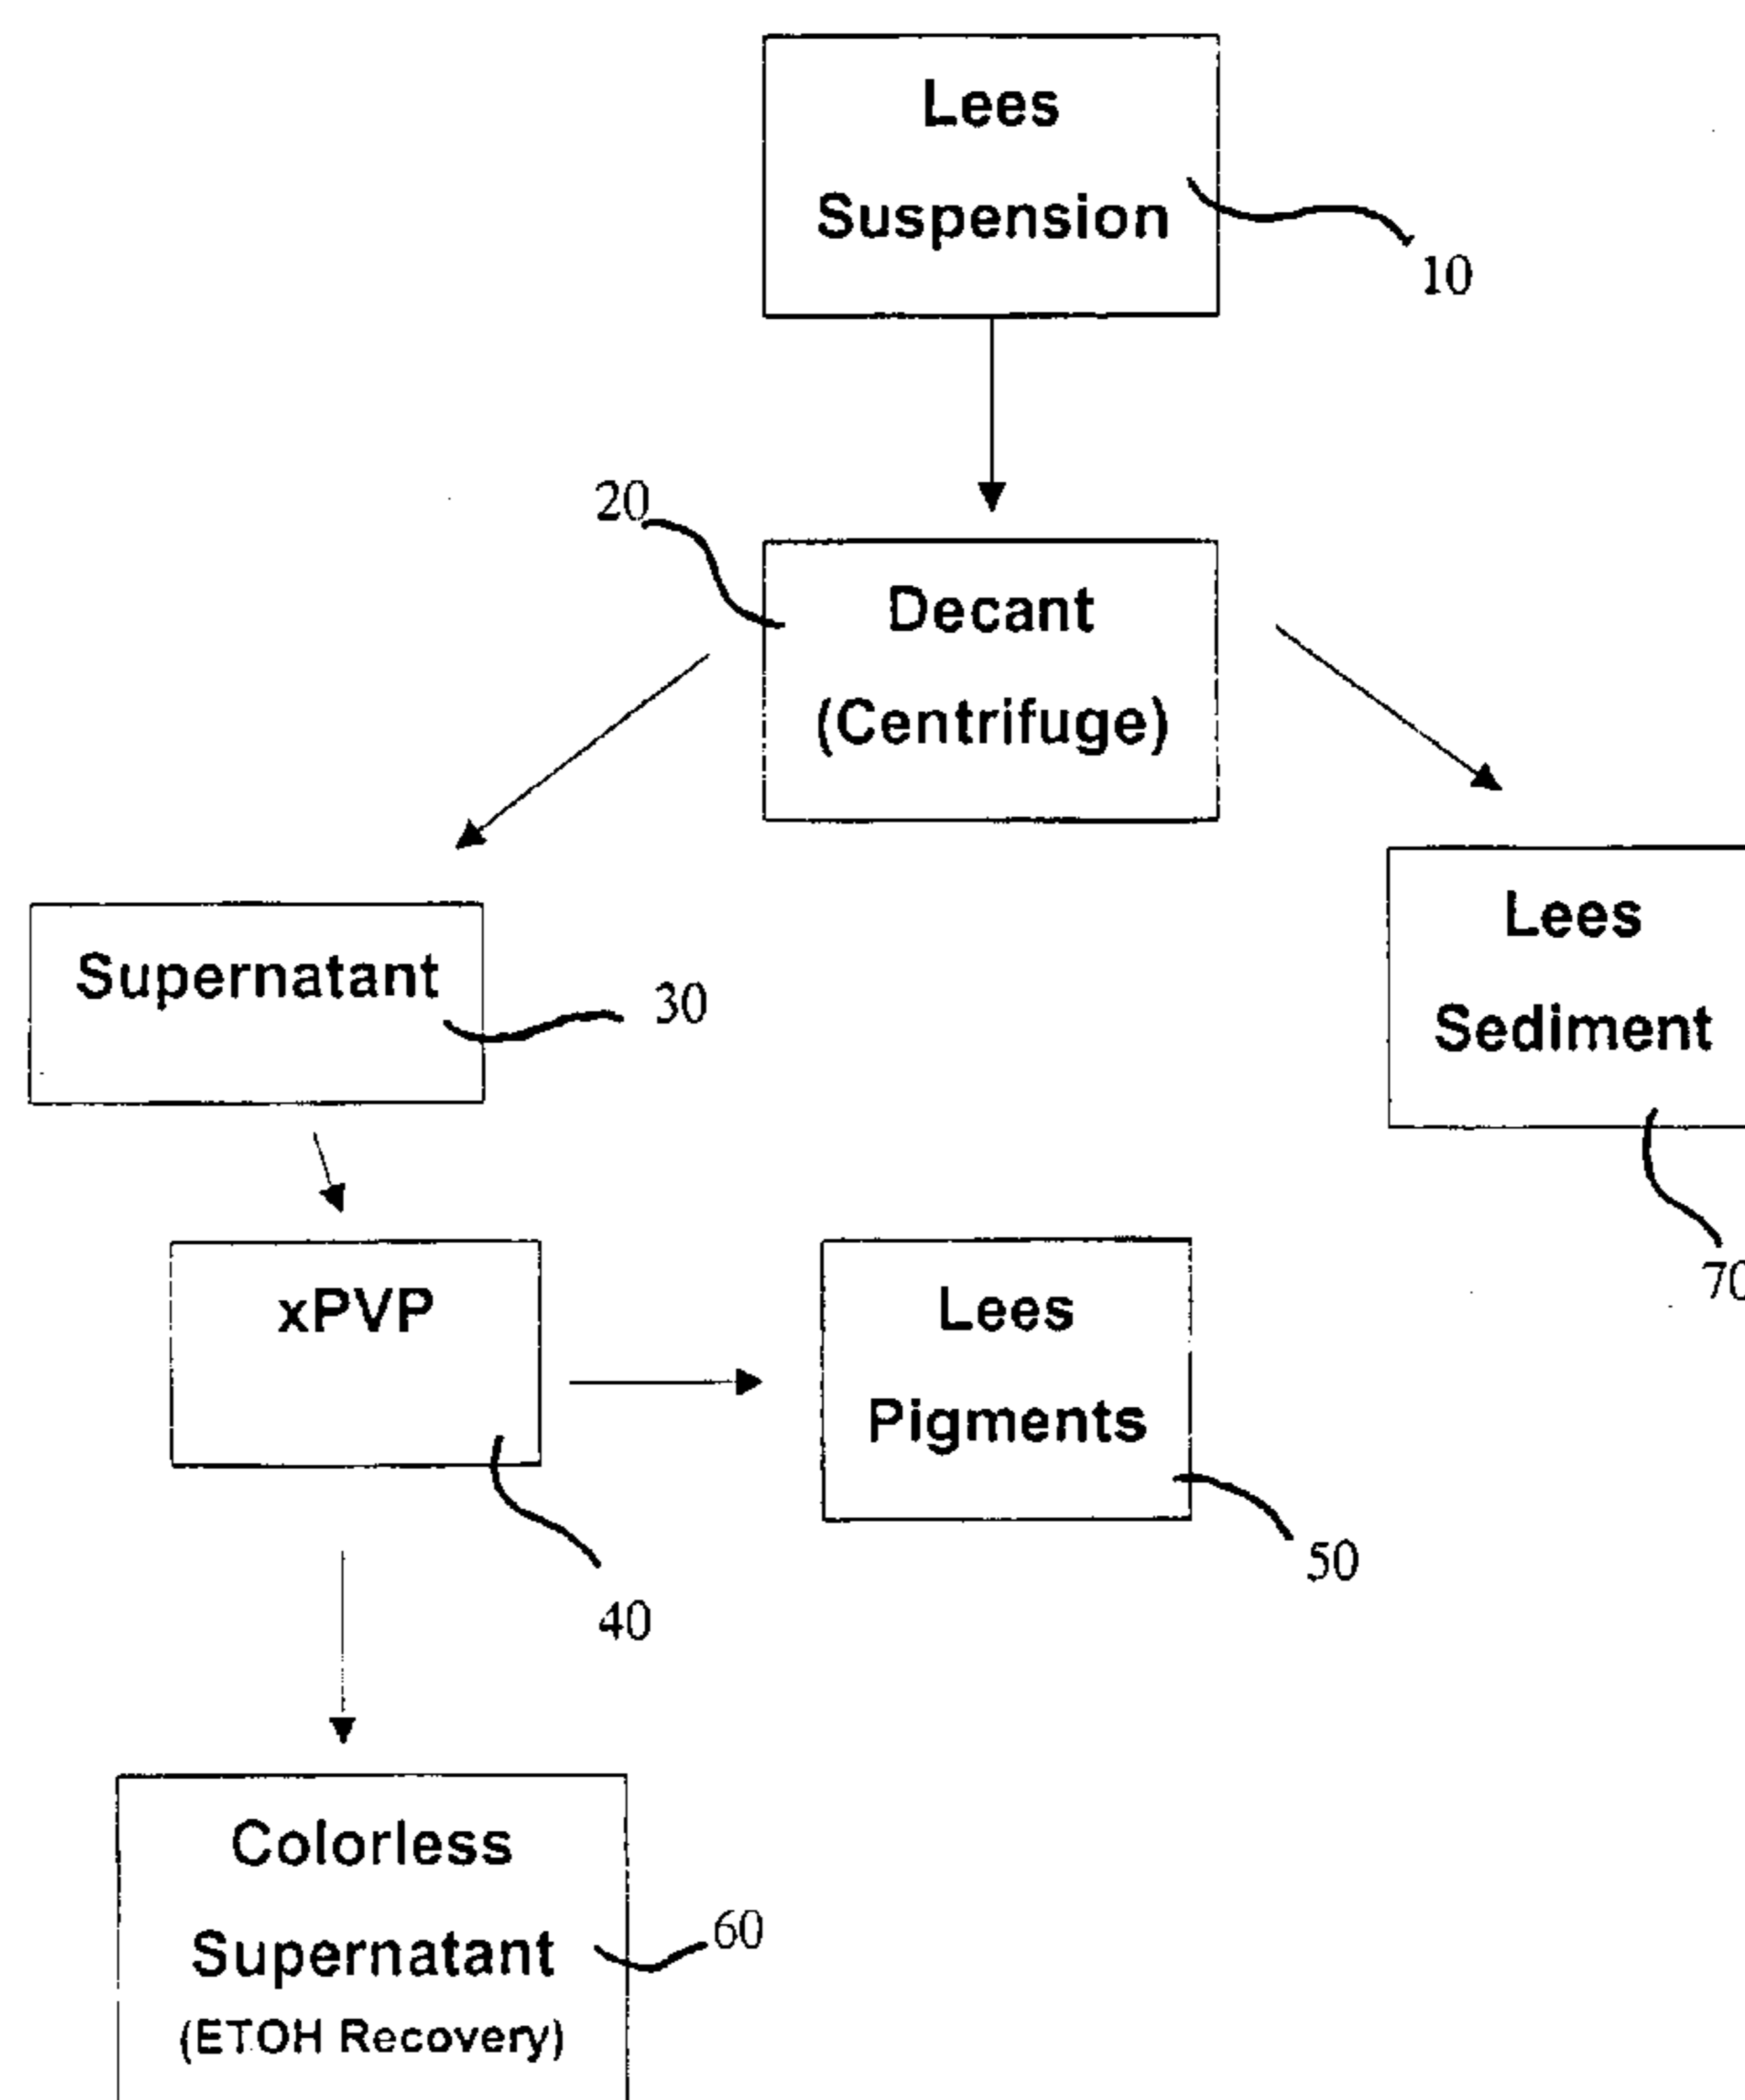 Lees
Suspension
10
20
Decant
(Centrifuge)
Supernatant
30
Lees
Sediment
70
xPVP
40
Lees
Pigments
50
Colorless
Supernatant
(ETOH Recovery)
60